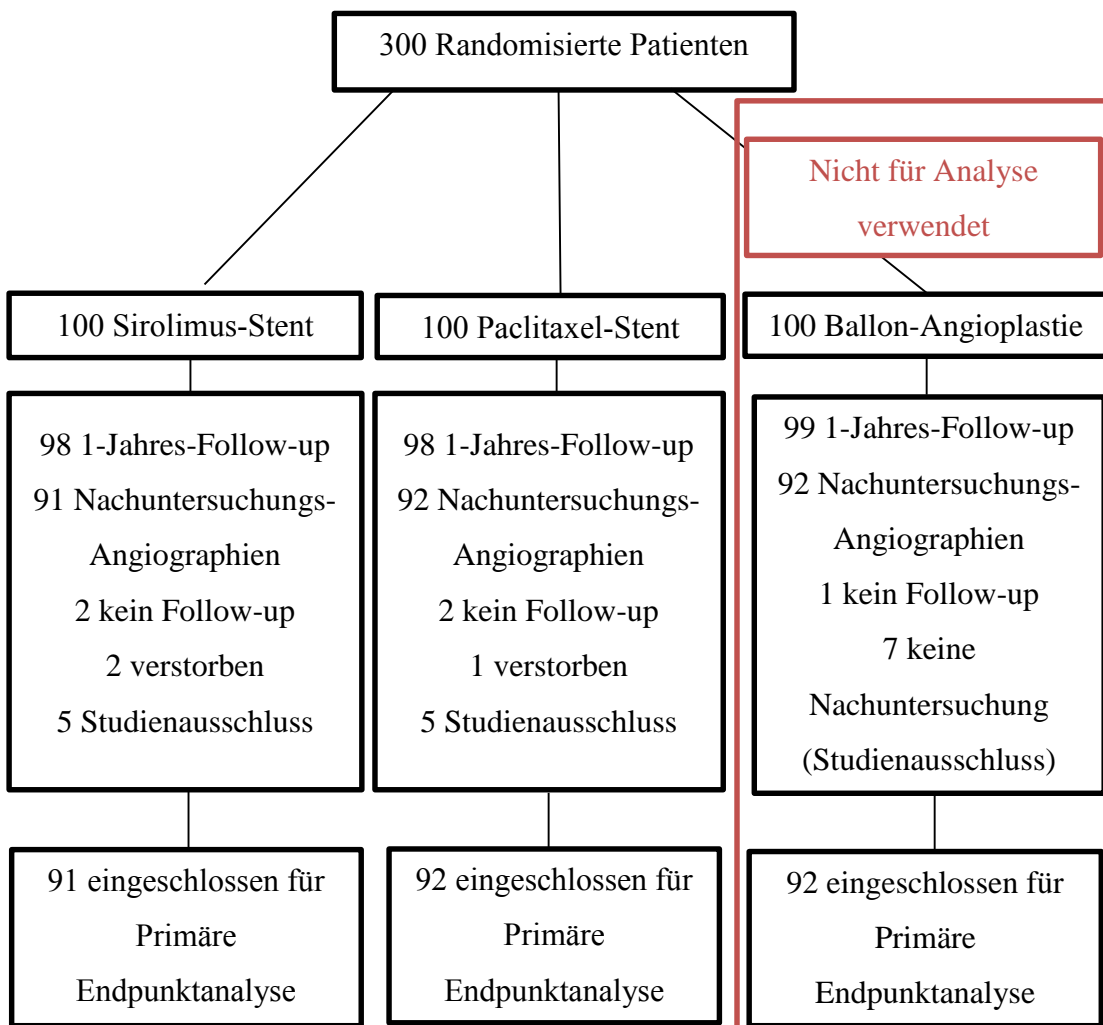 300 Randomisierte Patienten
Nicht für Analyse
verwendet
100 Sirolimus-Stent
100 Paclitaxel-Stent
100 Ballon-Angioplastie
98 1-Jahres-Follow-up
91 Nachuntersuchungs-
Angiographien
2 kein Follow-up
2 verstorben
5 Studienausschluss
98 1-Jahres-Follow-up
92 Nachuntersuchungs-
Angiographien
2 kein Follow-up
1 verstorben
5 Studienausschluss
99 1-Jahres-Follow-up
92 Nachuntersuchungs-
Angiographien
1 kein Follow-up
7 keine
Nachuntersuchung
(Studienausschluss)
91 eingeschlossen für
Primäre
Endpunktanalyse
92 eingeschlossen für
Primäre
Endpunktanalyse
92 eingeschlossen für
Primäre
Endpunktanalyse